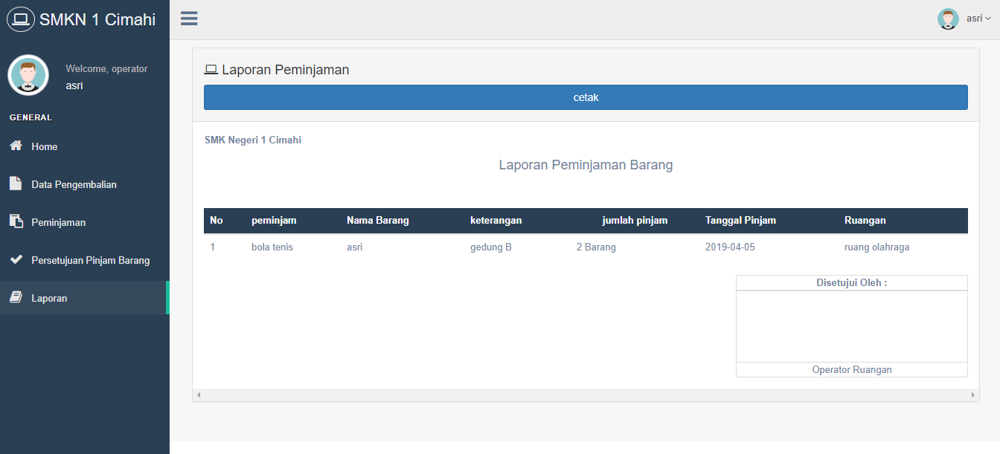 SMKN 1 Cimahi
asri
Welcome, operator
asri
GENERAL
Home
Data Pengembalian
Peminjaman
Persetujuan Pinjam Barang
Laporan
Laporan Peminjaman
cetak
SMK Negeri 1 Cimahi
Laporan Peminjaman Barang
No peminjam Nama Barang keterangan jumlah pinjam Tanggal Pinjam Ruangan
1 bola tenis asri gedung B 2 Barang 2019-04-05 ruang olahraga
Disetujui Oleh :
Operator Ruangan